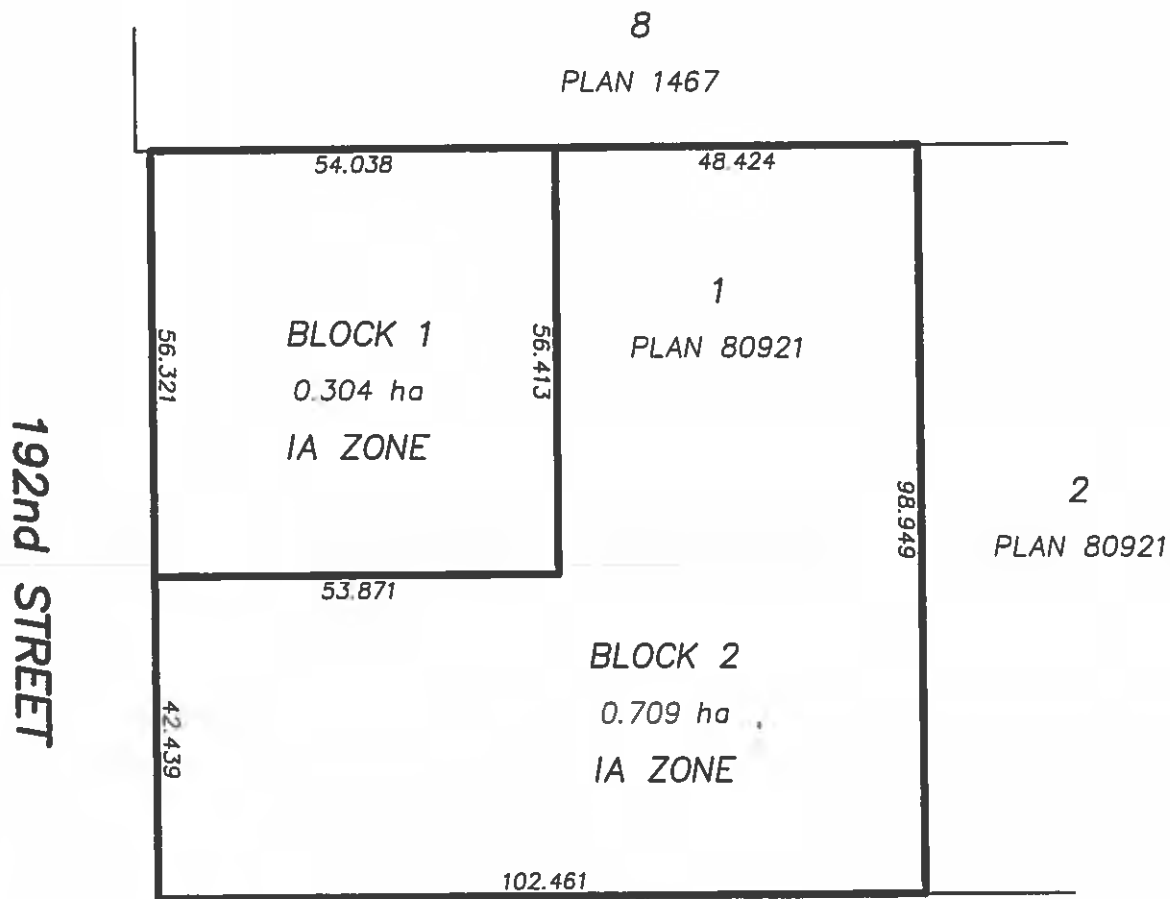 8
PLAN 1467
54.038
48.424
1
PLAN 80921
BLOCK 1
0.304 ha
IA ZONE
56.321
56.413
98.949
2
PLAN 80921
192nd STREET
53.871
BLOCK 2
0.709 ha
IA ZONE
42.439
102.461